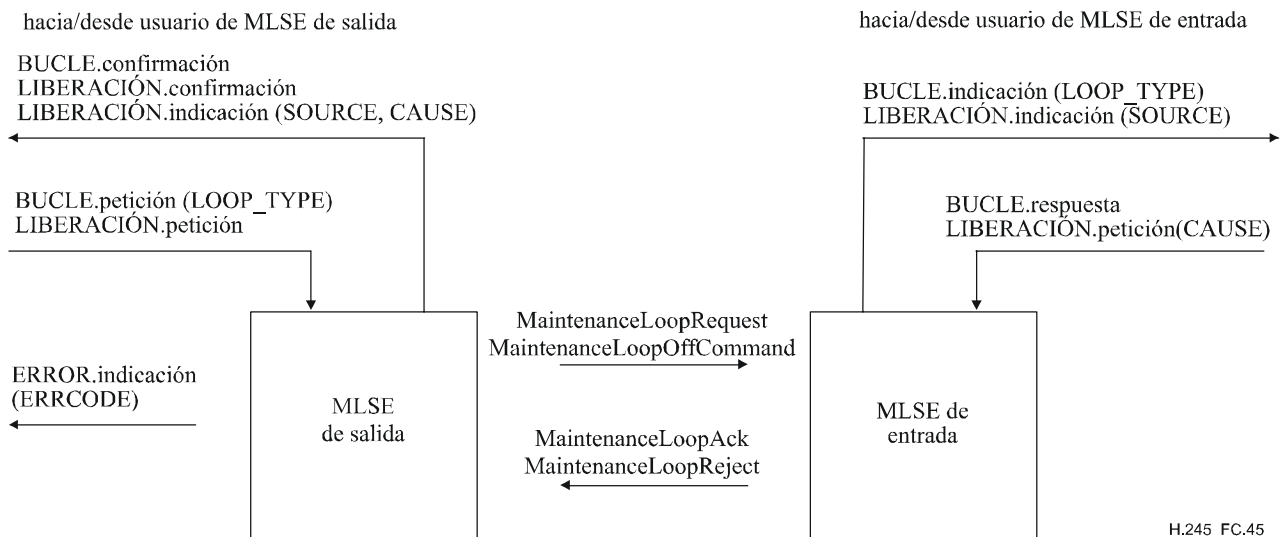 hacia/desde usuario de MLSE de salida
hacia/desde usuario de MLSE de entrada
BUCLE.confirmación
LIBERACIÓN.confirmación
LIBERACIÓN.indicación (SOURCE, CAUSE)
BUCLE.indicación (LOOP_TYPE)
LIBERACIÓN.indicación (SOURCE)
BUCLE.petición (LOOP_TYPE)
LIBERACIÓN.petición
BUCLE.respuesta
LIBERACIÓN.petición(CAUSE)
MaintenanceLoopRequest
MaintenanceLoopOffCommand
ERROR.indicación
(ERRCODE)
MLSE
de salida
MLSE de
entrada
MaintenanceLoopAck
MaintenanceLoopReject
H.245_FC.45